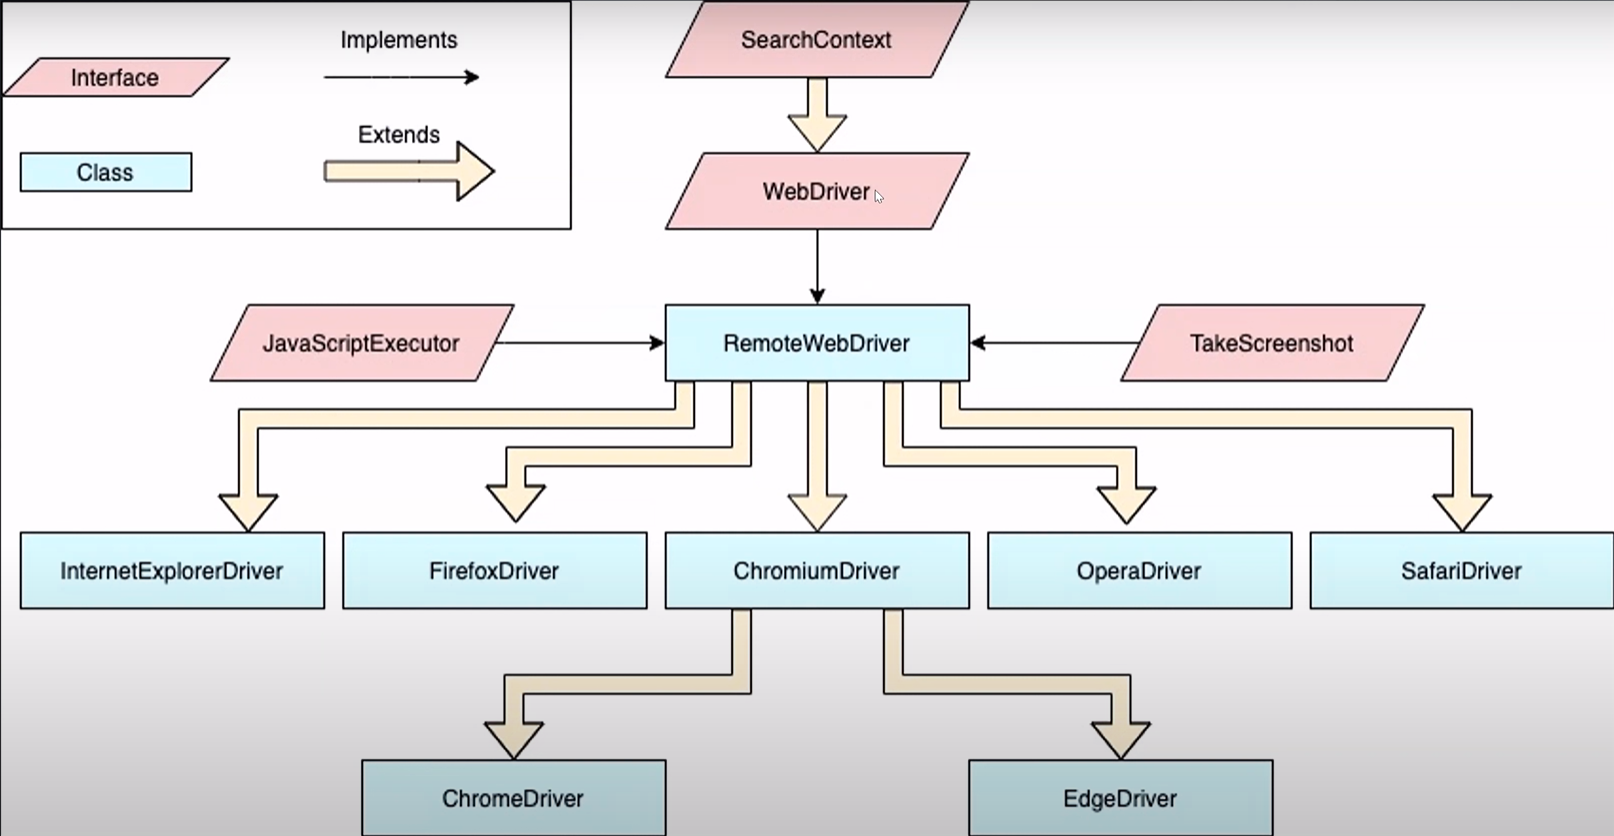 Implements
SearchContext
Interface
Extends
Class
WebDriver
JavaScriptExecutor
RemoteWebDriver
TakeScreenshot
InternetExplorerDriver
FirefoxDriver
ChromiumDriver
OperaDriver
SafariDriver
ChromeDriver
EdgeDriver